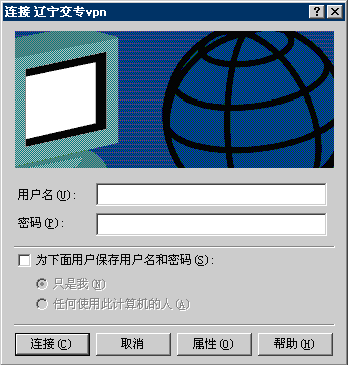 连接 辽宁交专vpn
用户名(U):
密码(P):
为下面用户保存用户名和密码(S):
只是我(N)
任何使用此计算机的人(A)
连接(C) 取消 属性(O) 帮助(H)